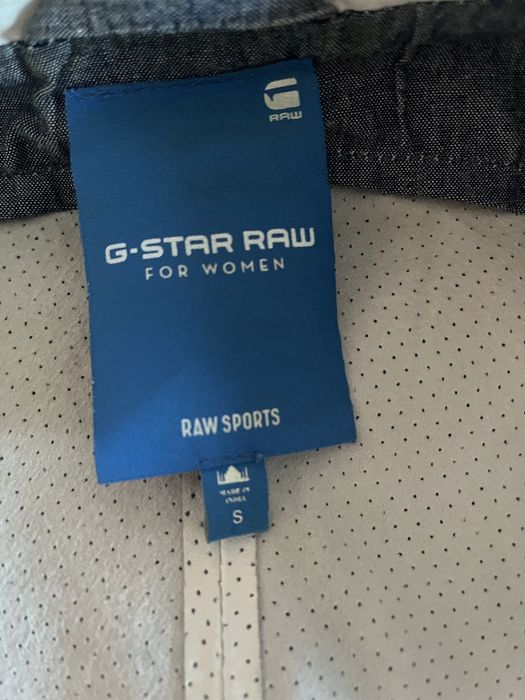 RAW
G-STAR RAW
FOR WOMEN
RAW SPORTS
MADE IN
INDIA
S